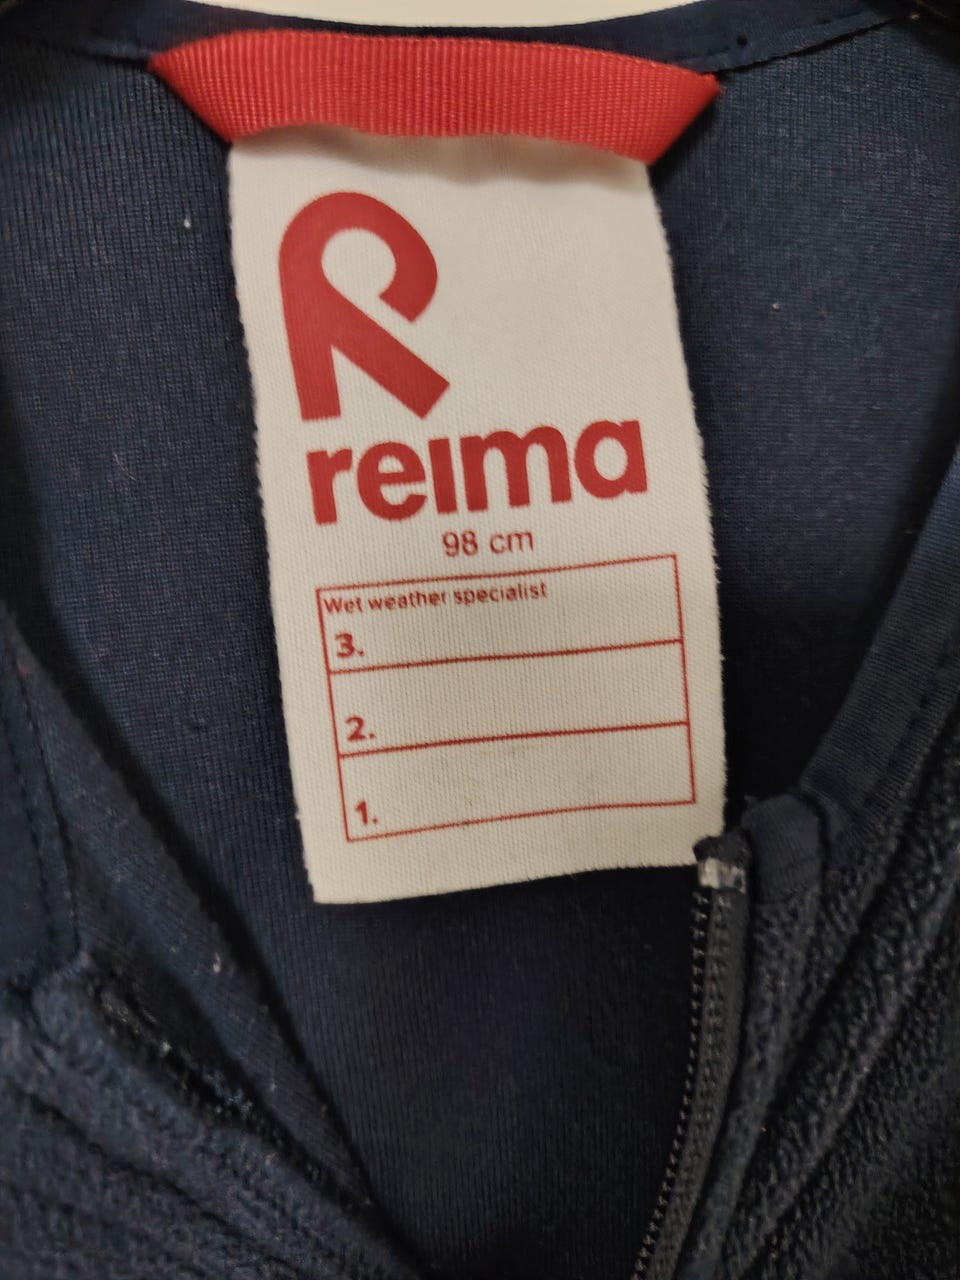 reima
98 cm
Wet weather specialist
3.
2.
1.